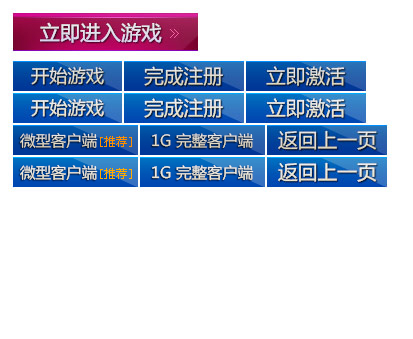 立即进入游戏 »
开始游戏 完成注册 立即激活
开始游戏 完成注册 立即激活
微型客户端[推荐] 1G 完整客户端 返回上一页
微型客户端[推荐] 1G 完整客户端 返回上一页